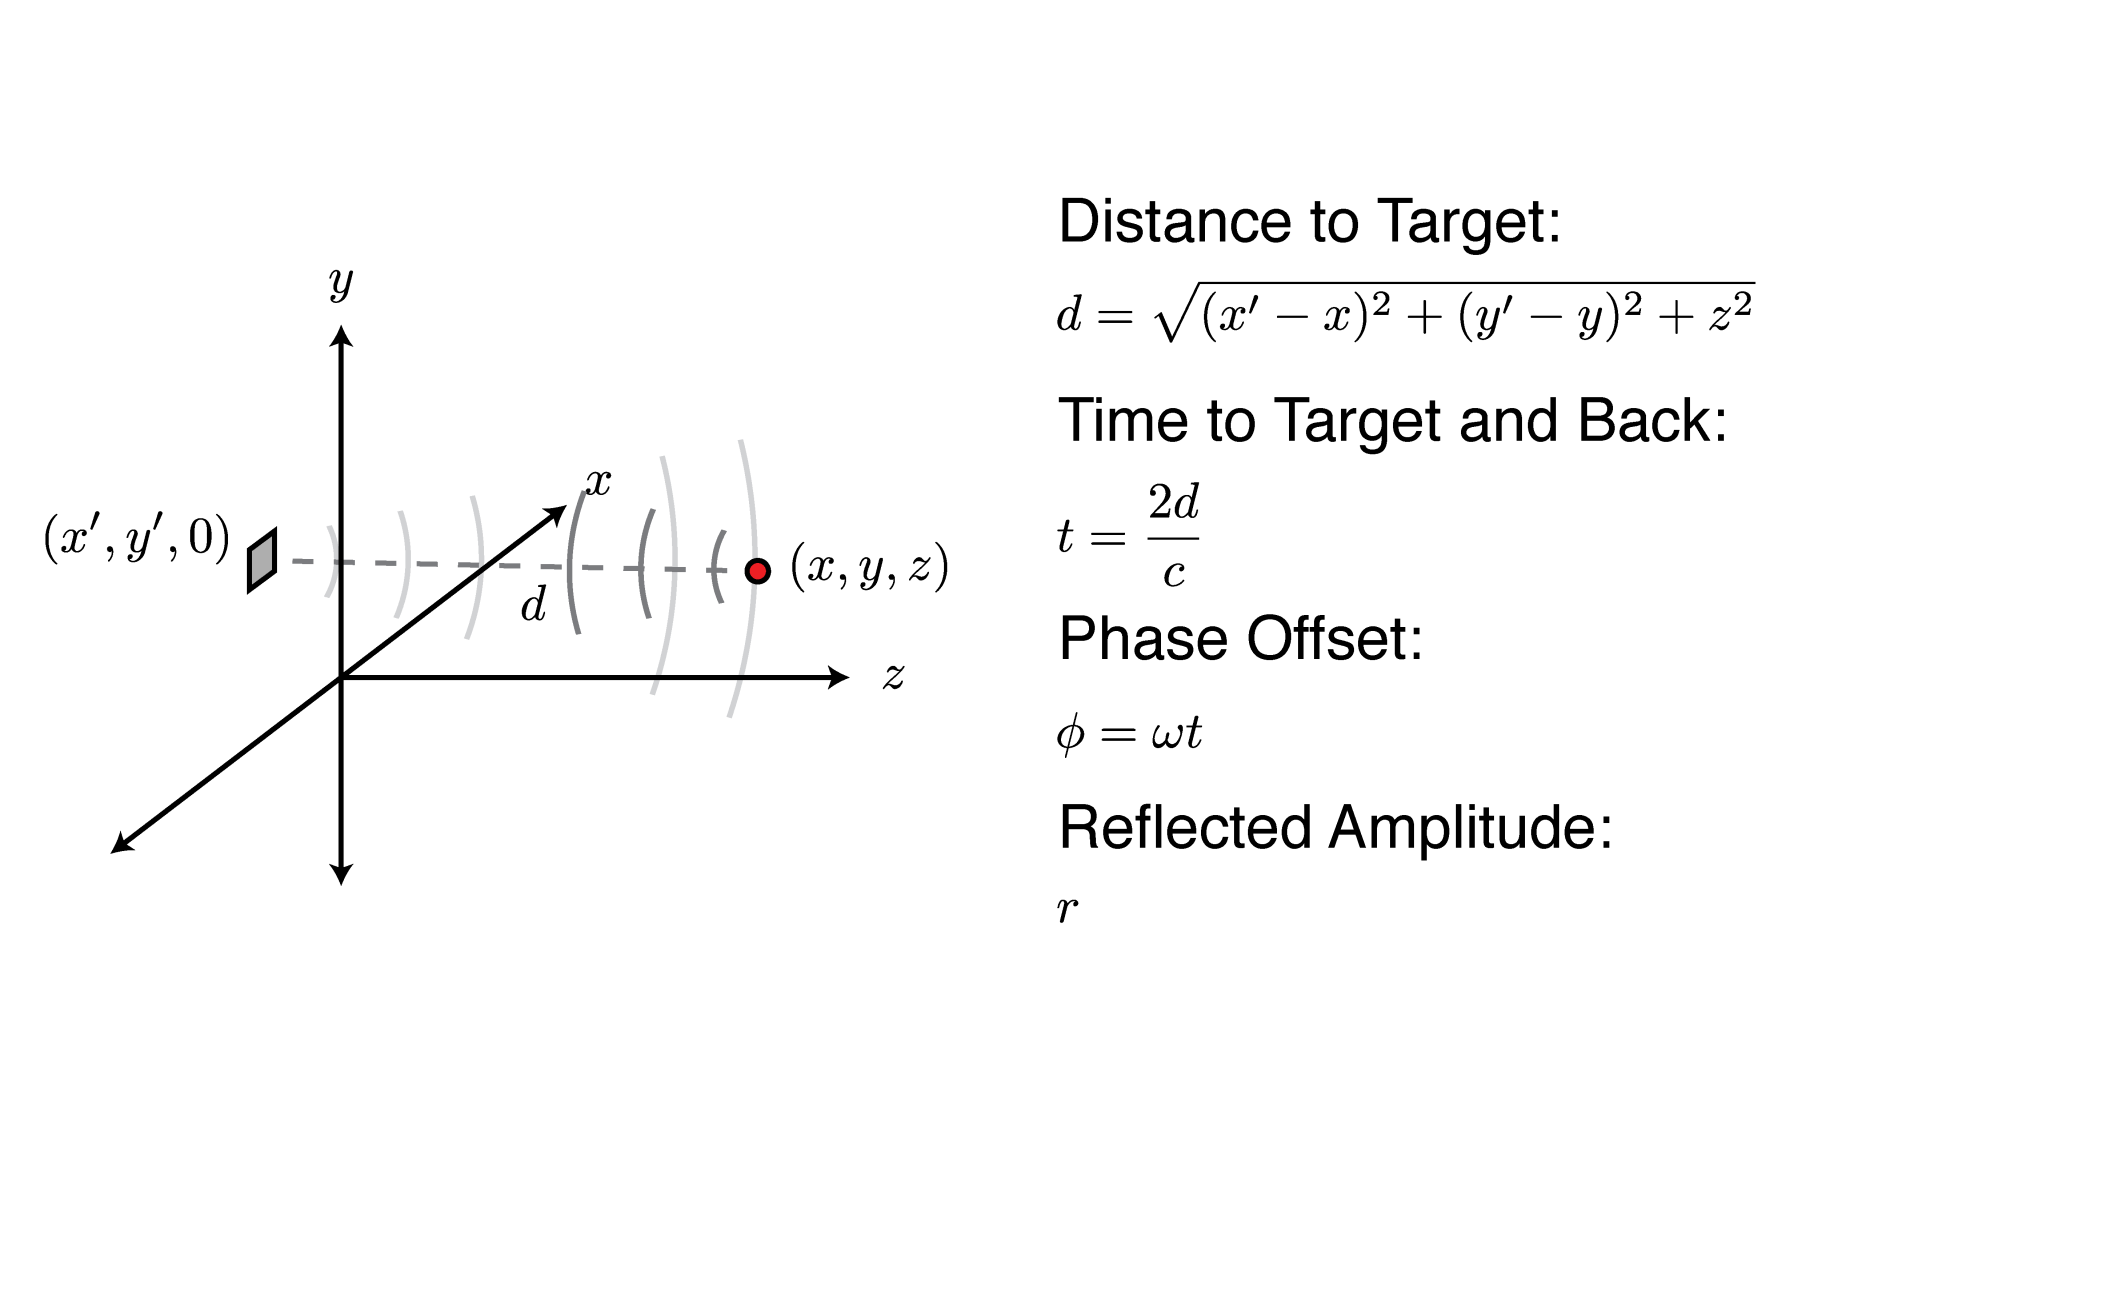 y
x
(x′, y′, 0)
(x, y, z)
d
z
Distance to Target:
d = √(x′ − x)² + (y′ − y)² + z²
Time to Target and Back:
t = 2d/c
Phase Offset:
ϕ = ωt
Reflected Amplitude:
r